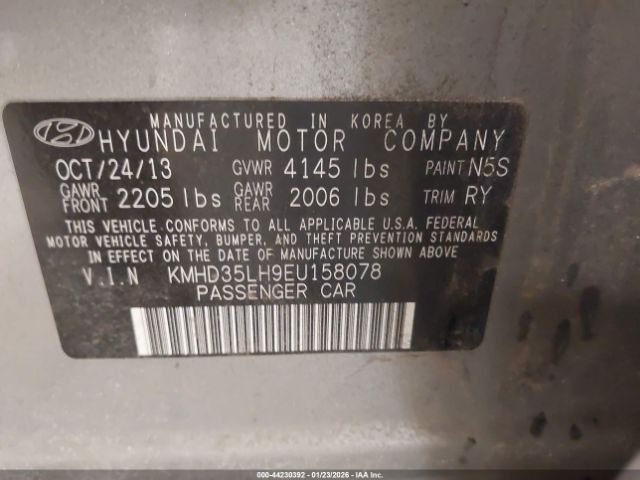 MANUFACTURED IN KOREA BY
HYUNDAI MOTOR COMPANY
OCT/24/13 GVWR 4145 lbs PAINT N5S
GAWR FRONT 2205 lbs GAWR REAR 2006 lbs TRIM RY
THIS VEHICLE CONFORMS TO ALL APPLICABLE U.S.A. FEDERAL
MOTOR VEHICLE SAFETY, BUMPER, AND THEFT PREVENTION STANDARDS
IN EFFECT ON THE DATE OF MANUFACTURE SHOWN ABOVE
V.I.N KMHD35LH9EU158078
PASSENGER CAR
000-44230392 - 01/23/2026 - Copyright IAA Inc.